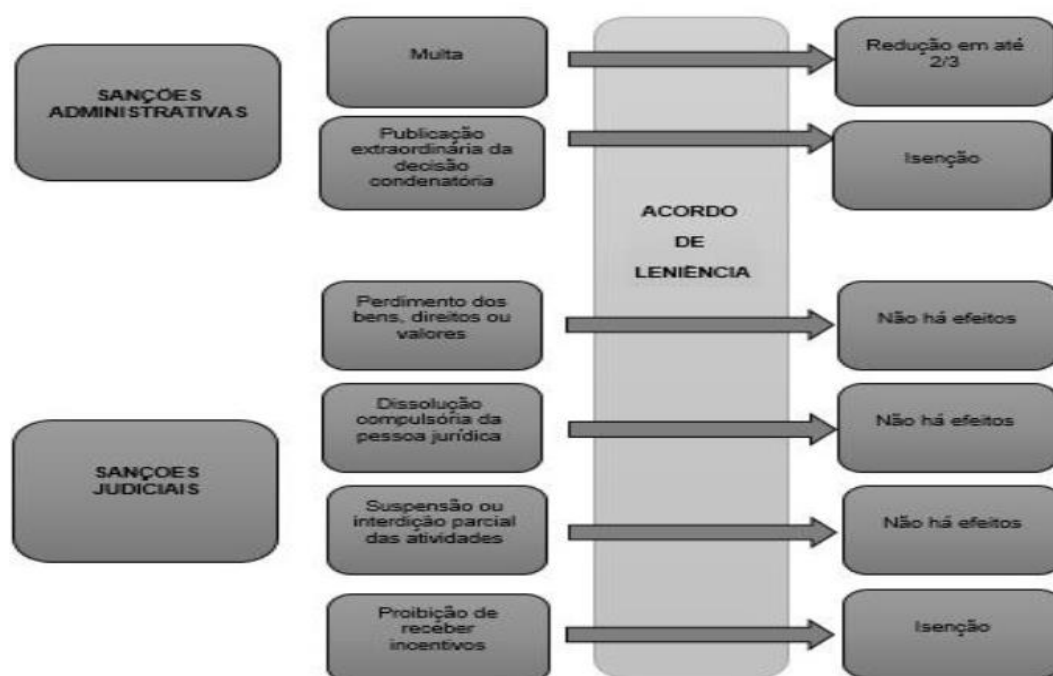 SANÇÕES
ADMINISTRATIVAS
Multa
Redução em até
2/3
Publicação
extraordinária da
decisão
condenatória
Isenção
ACORDO
DE
LENIÊNCIA
SANÇOES
JUDICIAIS
Perdimento dos
bens, direitos ou
valores
Não há efeitos
Dissolução
compulsória da
pessoa jurídica
Não há efeitos
Suspensão ou
interdição parcial
das atividades
Não há efeitos
Proibição de
receber
incentivos
Isenção